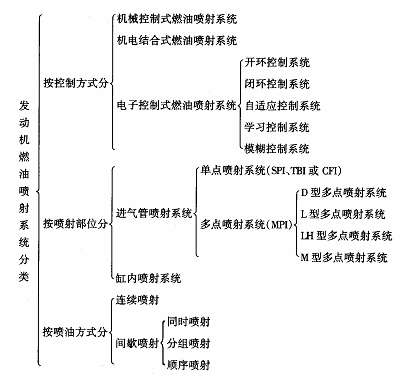 机械控制式燃油喷射系统
机电结合式燃油喷射系统
开环控制系统
闭环控制系统
按控制方式分
电子控制式燃油喷射系统
自适应控制系统
学习控制系统
模糊控制系统
发动机燃油喷射系统分类
单点喷射系统(SPI、TBI 或 CFI)
D 型多点喷射系统
L 型多点喷射系统
按喷射部位分
进气管喷射系统
多点喷射系统(MPI)
LH 型多点喷射系统
M 型多点喷射系统
缸内喷射系统
连续喷射
按喷油方式分
同时喷射
间歇喷射
分组喷射
顺序喷射